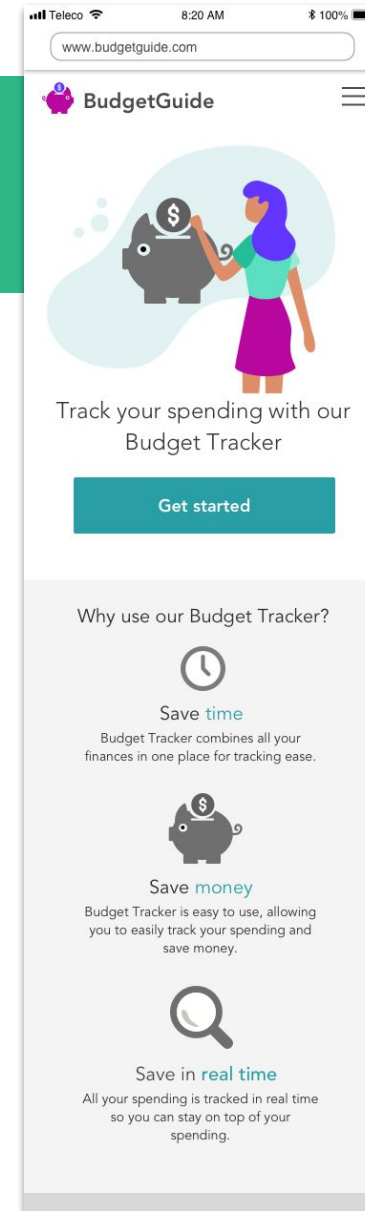 Teleco 8:20 AM 100%
www.budgetguide.com
$
BudgetGuide
$
Track your spending with our
Budget Tracker
Get started
Why use our Budget Tracker?
Save time
Budget Tracker combines all your
finances in one place for tracking ease.
$
Save money
Budget Tracker is easy to use, allowing
you to easily track your spending and
save money.
Save in real time
All your spending is tracked in real time
so you can stay on top of your
spending.